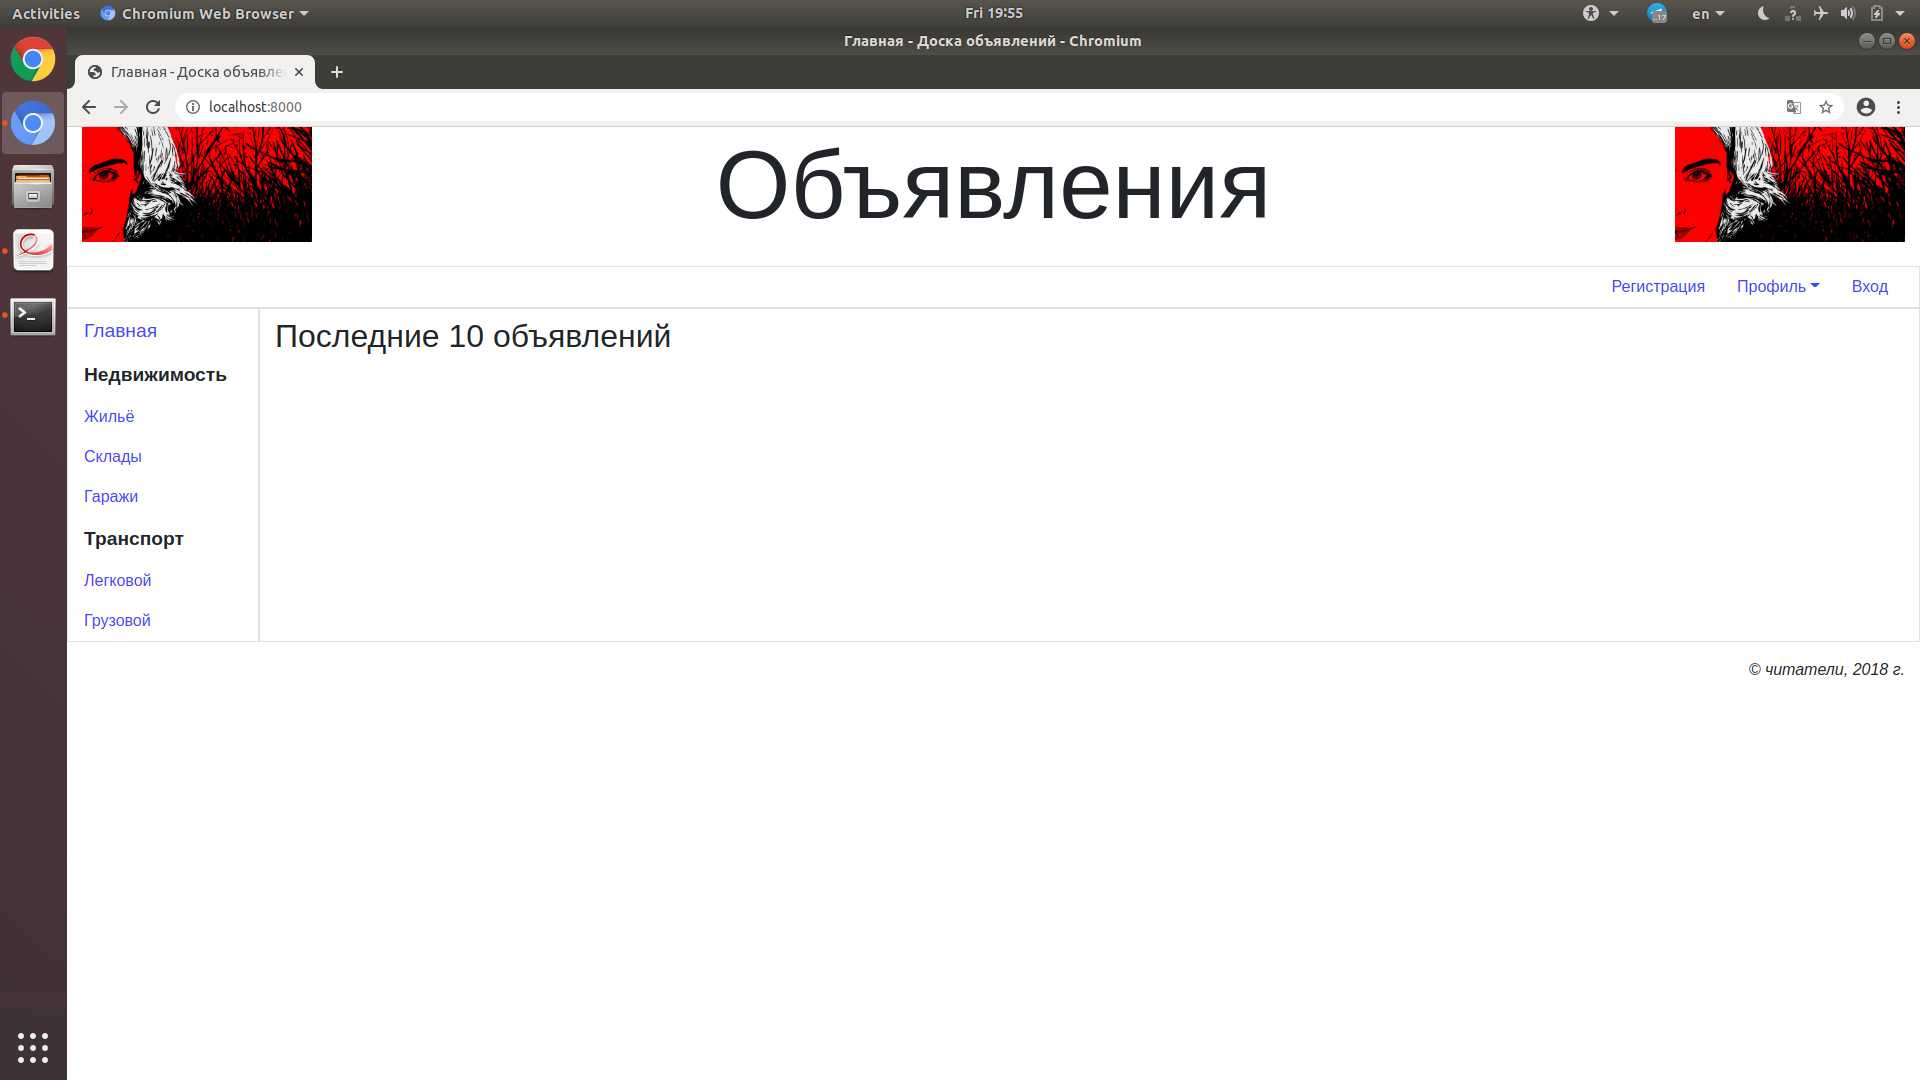 Activities
Chromium Web Browser
Fri 19:55
en
Главная - Доска объявлений - Chromium
Главная - Доска объявле
localhost:8000
Объявления
Регистрация
Профиль
Вход
Главная
Последние 10 объявлений
Недвижимость
Жильё
Склады
Гаражи
Транспорт
Легковой
Грузовой
© читатели, 2018 г.